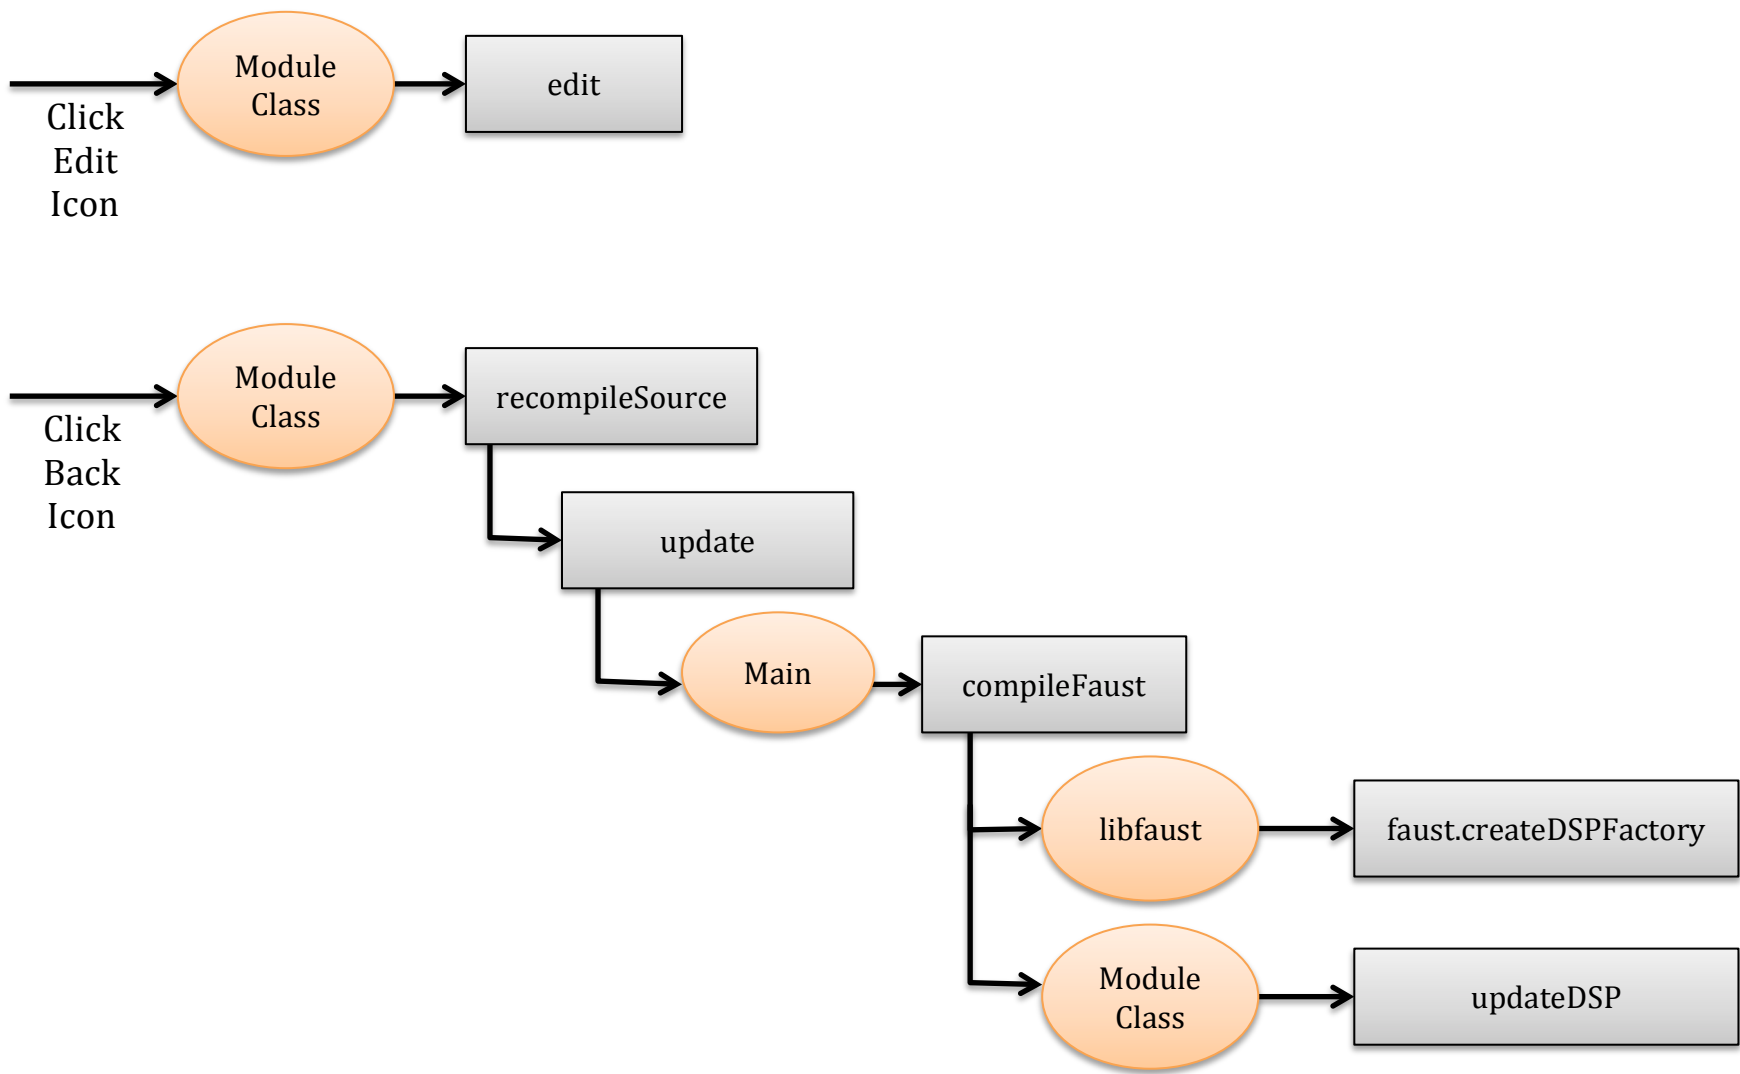 Module
Class
edit
Click
Edit
Icon
Module
Class
recompileSource
Click
Back
Icon
update
Main
compileFaust
libfaust
faust.createDSPFactory
Module
Class
updateDSP